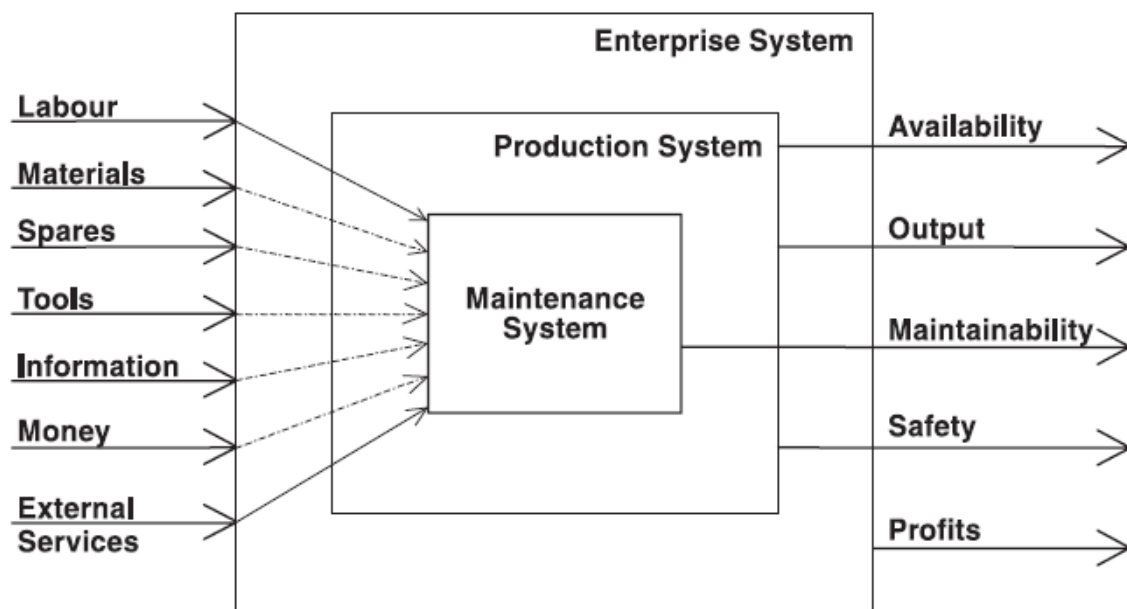 Enterprise System
Labour
Production System
Availability
Materials
Spares
Output
Tools
Maintenance
System
Maintainability
Information
Money
Safety
External
Services
Profits